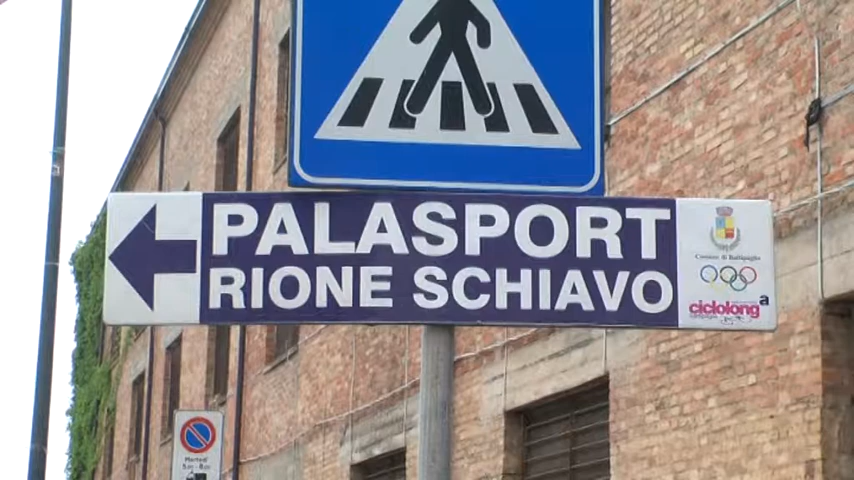 PALASPORT
RIONE SCHIAVO
Comune di Battipaglia
ciclolong a